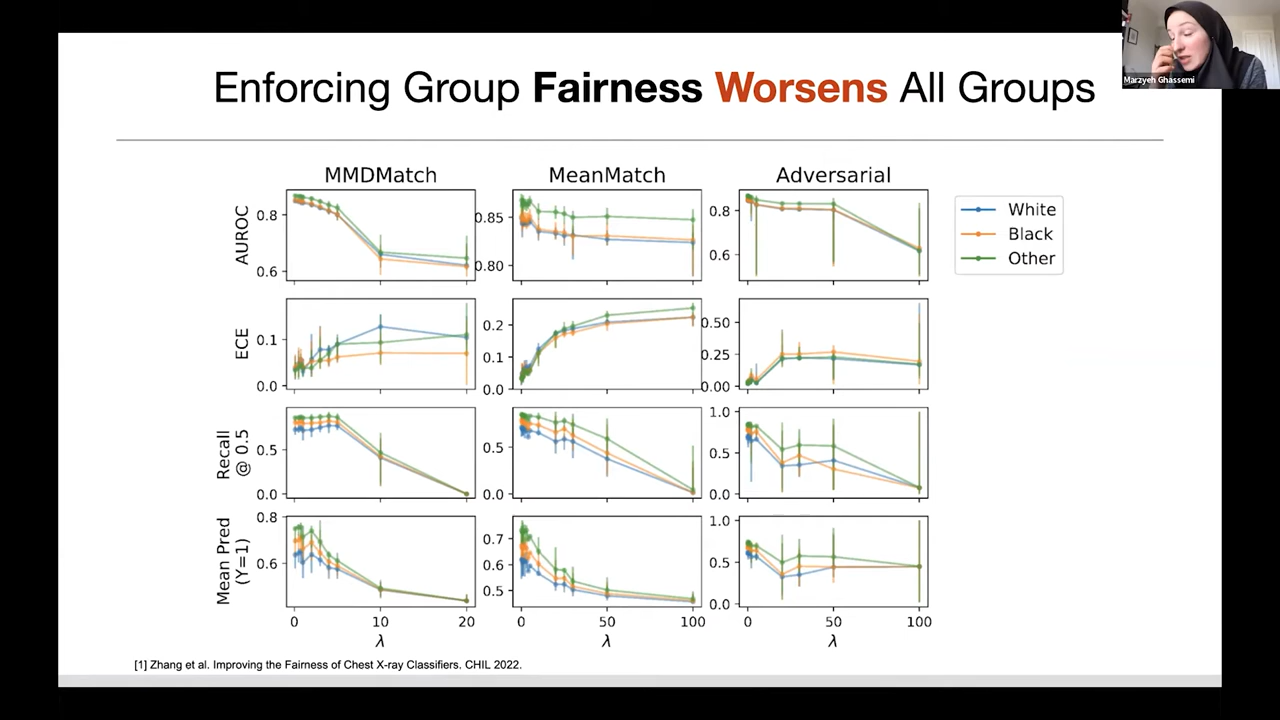 Marzyeh Ghassemi
Enforcing Group Fairness Worsens All Groups
MMDMatch
MeanMatch
Adversarial
White
Black
Other
AUROC
0.8
0.6
0.85
0.80
0.8
0.6
ECE
0.1
0.0
0.2
0.1
0.0
0.50
0.25
0.00
Recall
@ 0.5
0.5
0.0
0.5
0.0
1.0
0.5
0.0
Mean Pred
(Y=1)
0.8
0.6
0.7
0.6
0.5
1.0
0.5
0.0
0 10 20
0 50 100
0 50 100
λ
λ
λ
[1] Zhang et al. Improving the Fairness of Chest X-ray Classifiers. CHIL 2022.